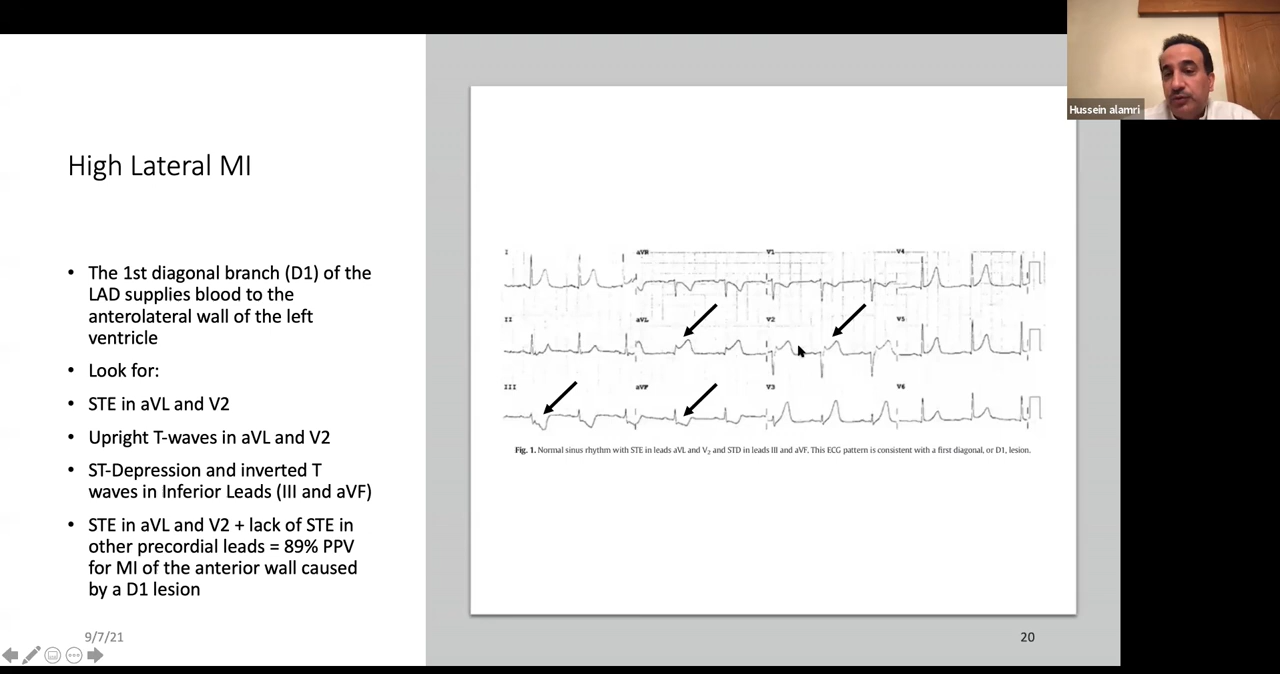 Hussein alamri
High Lateral MI
• The 1st diagonal branch (D1) of the
LAD supplies blood to the
anterolateral wall of the left
ventricle
• Look for:
• STE in aVL and V2
• Upright T-waves in aVL and V2
• ST-Depression and inverted T
waves in Inferior Leads (III and aVF)
• STE in aVL and V2 + lack of STE in
other precordial leads = 89% PPV
for MI of the anterior wall caused
by a D1 lesion
I aVR V1 V4
II aVL V2 V5
III aVF V3 V6
Fig. 1. Normal sinus rhythm with STE in leads aVL and V2 and STD in leads III and aVF. This ECG pattern is consistent with a first diagonal, or D1, lesion.
9/7/21
20